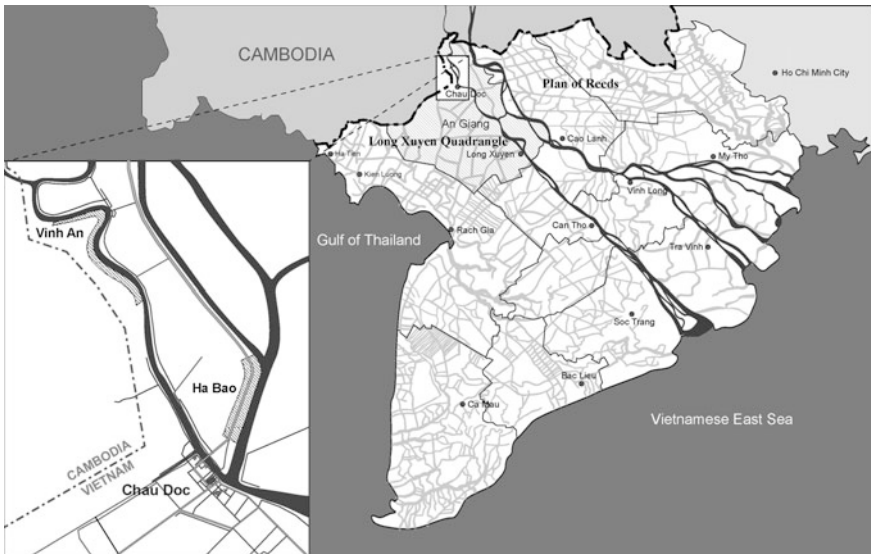 CAMBODIA
Ho Chi Minh City
Plan of Reeds
Chau Doc
An Giang
Cao Lanh
Long Xuyen Quadrangle
Ha Tien
Long Xuyen
My Tho
Kien Luong
Vinh Long
Vinh An
Gulf of Thailand
Rach Gia
Can Tho
Tra Vinh
Soc Trang
Ha Bao
Bac Lieu
Ca Mau
Vietnamese East Sea
CAMBODIA
VIETNAM
Chau Doc